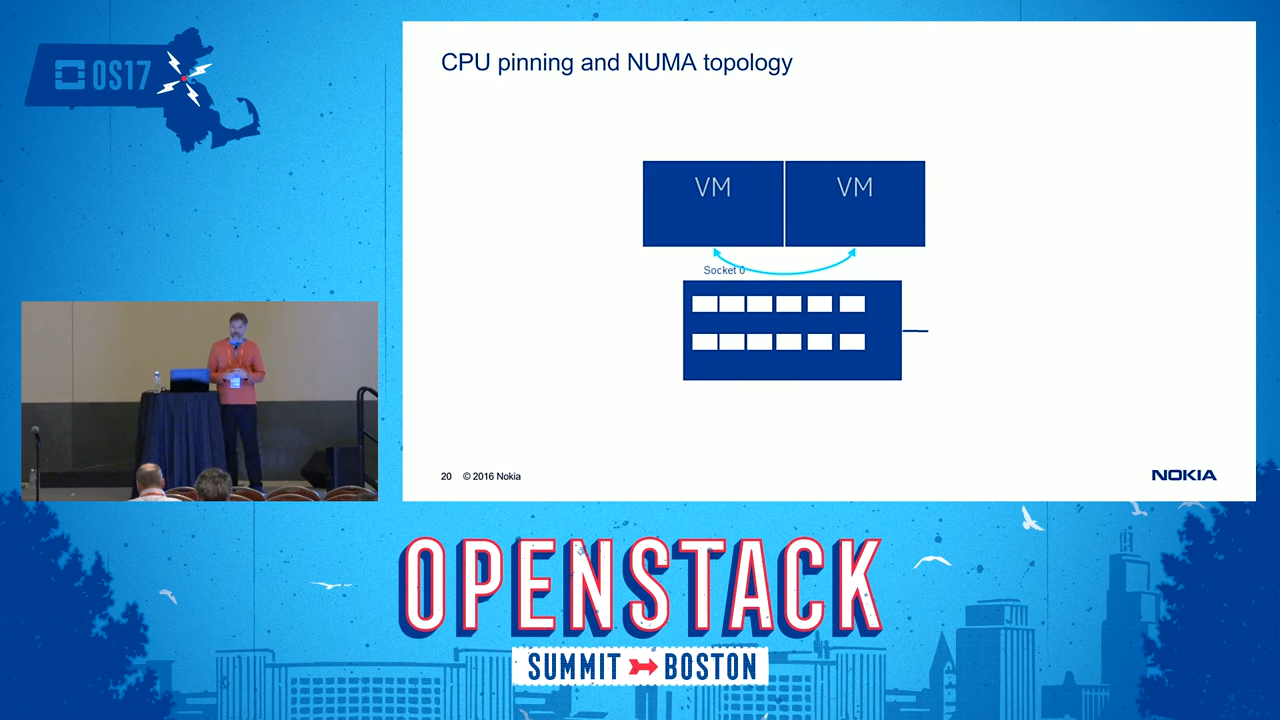 OS17
CPU pinning and NUMA topology
VM
VM
Socket 0
20 © 2016 Nokia
NOKIA
OPENSTACK
SUMMIT BOSTON